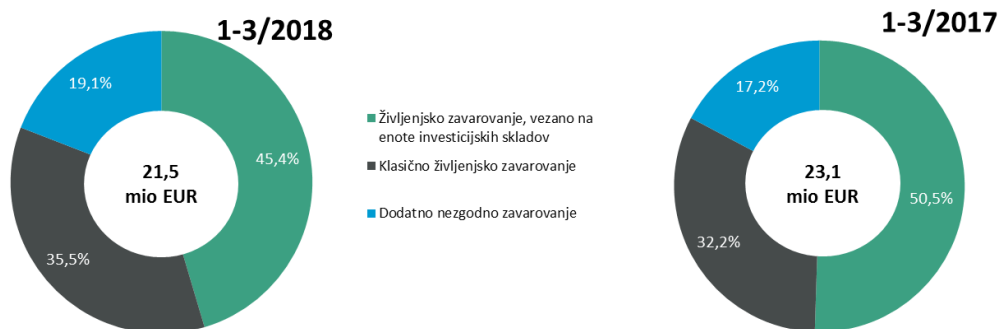 1-3/2018
19,1%
45,4%
35,5%
21,5
mio EUR
Življenjsko zavarovanje, vezano na
enote investicijskih skladov
Klasično življenjsko zavarovanje
Dodatno nezgodno zavarovanje
1-3/2017
17,2%
50,5%
32,2%
23,1
mio EUR